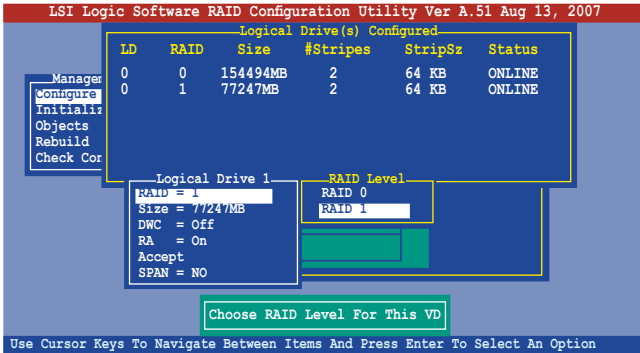 LSI Logic Software RAID Configuration Utility Ver A.51 Aug 13, 2007
Logical Drive(s) Configured
LD RAID Size #Stripes StripSz Status
0 0 154494MB 2 64 KB ONLINE
0 1 77247MB 2 64 KB ONLINE
Managem
Configure
Initializ
Objects
Rebuild
Check Con
Logical Drive 1
RAID = 1
Size = 77247MB
DWC = Off
RA = On
Accept
SPAN = NO
RAID Level
RAID 0
RAID 1
Choose RAID Level For This VD
Use Cursor Keys To Navigate Between Items And Press Enter To Select An Option